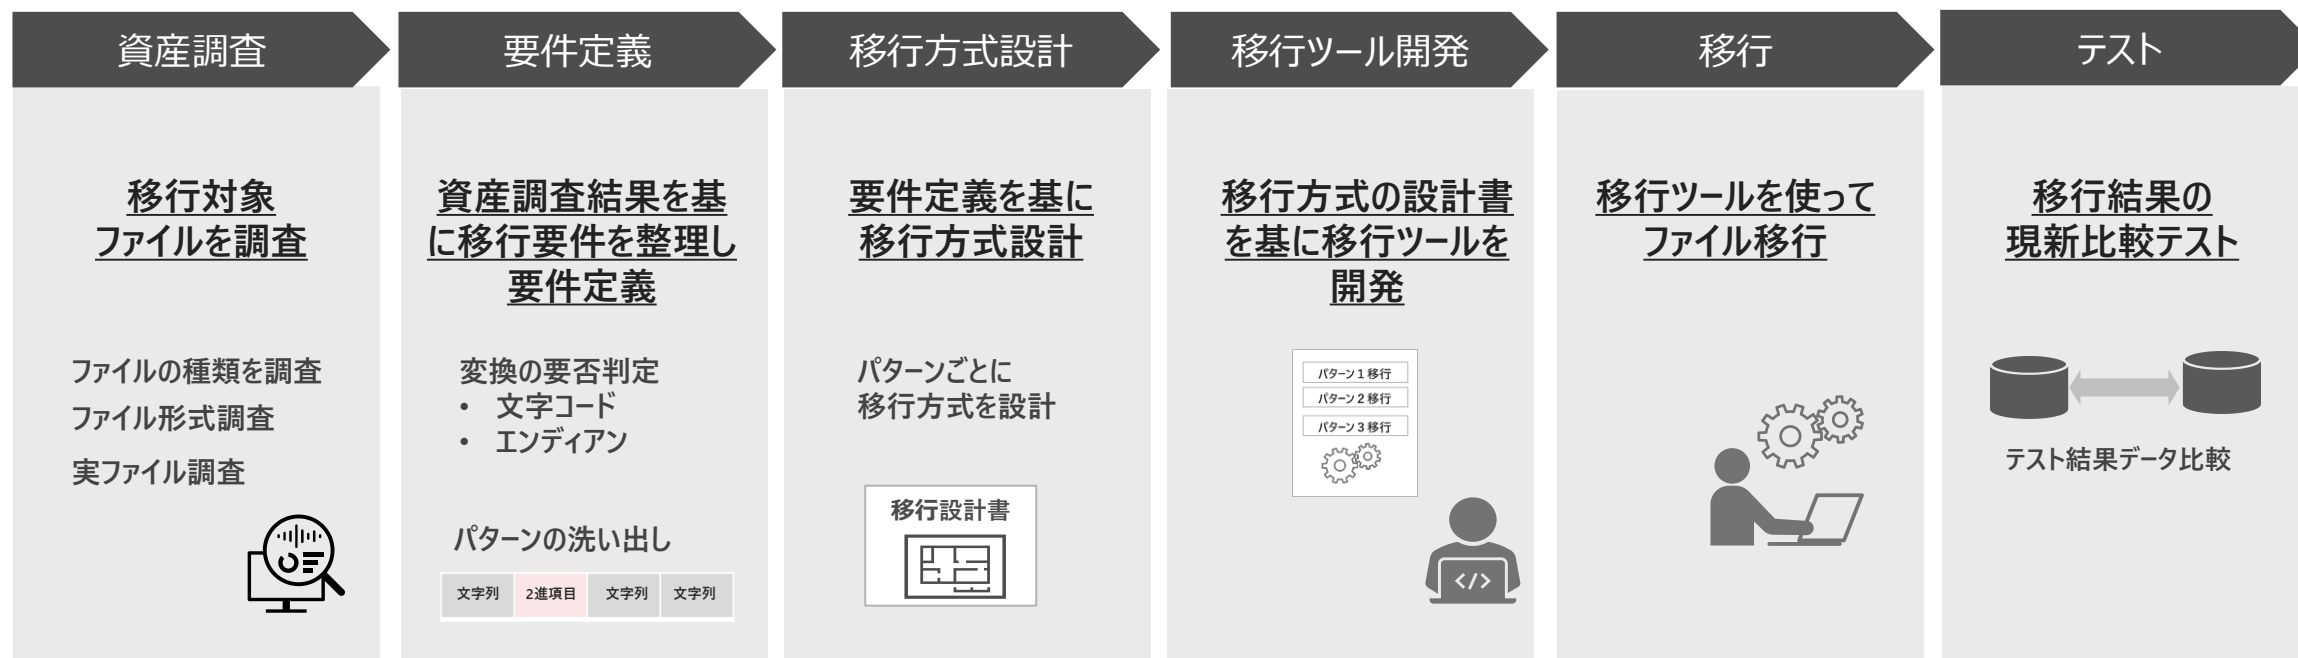 資産調査
要件定義
移行方式設計
移行ツール開発
移行
テスト
移行対象
ファイルを調査
ファイルの種類を調査
ファイル形式調査
実ファイル調査
資産調査結果を基
に移行要件を整理し
要件定義
変換の要否判定
• 文字コード
• エンディアン
パターンの洗い出し
文字列 2進項目 文字列 文字列
要件定義を基に
移行方式設計
パターンごとに
移行方式を設計
移行設計書
移行方式の設計書
を基に移行ツールを
開発
パターン1移行
パターン2移行
パターン3移行
</>
移行ツールを使って
ファイル移行
移行結果の
現新比較テスト
テスト結果データ比較